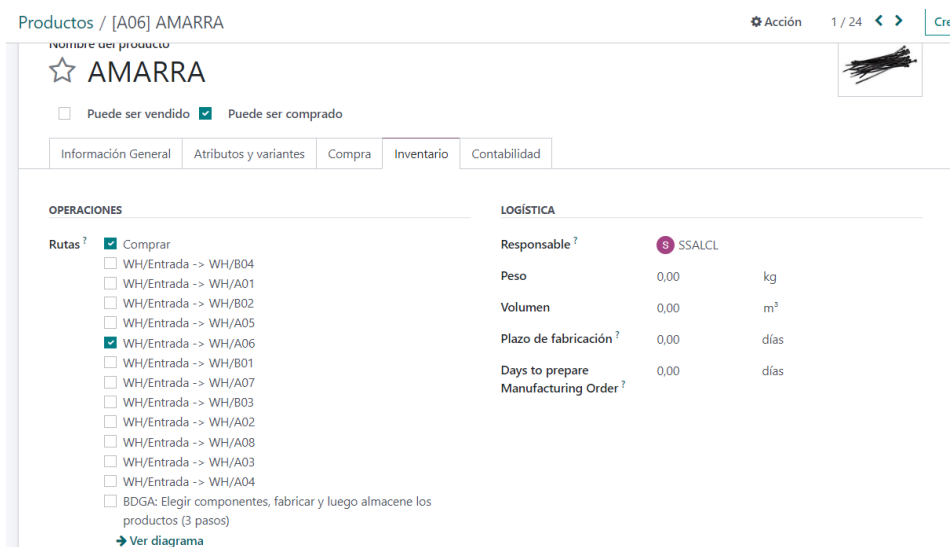 Productos / [A06] AMARRA
Acción 1 / 24 Cre
Nombre del producto
AMARRA
Puede ser vendido Puede ser comprado
Información General Atributos y variantes Compra Inventario Contabilidad
OPERACIONES
Rutas ?
Comprar
WH/Entrada -> WH/B04
WH/Entrada -> WH/A01
WH/Entrada -> WH/B02
WH/Entrada -> WH/A05
WH/Entrada -> WH/A06
WH/Entrada -> WH/B01
WH/Entrada -> WH/A07
WH/Entrada -> WH/B03
WH/Entrada -> WH/A02
WH/Entrada -> WH/A08
WH/Entrada -> WH/A03
WH/Entrada -> WH/A04
BDGA: Elegir componentes, fabricar y luego almacene los
productos (3 pasos)
Ver diagrama
LOGÍSTICA
Responsable ? S SSALCL
Peso 0,00 kg
Volumen 0,00 m³
Plazo de fabricación ? 0,00 días
Days to prepare 0,00 días
Manufacturing Order ?